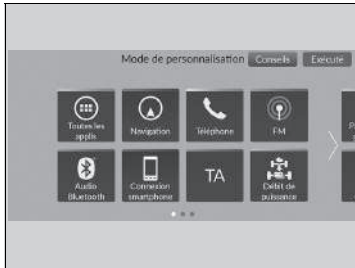 Mode de personnalisation Conseils Exécuté
Toutes les
applis
Navigation
Téléphone
FM
Audio
Bluetooth
Connexion
smartphone
TA
Débit de
puissance